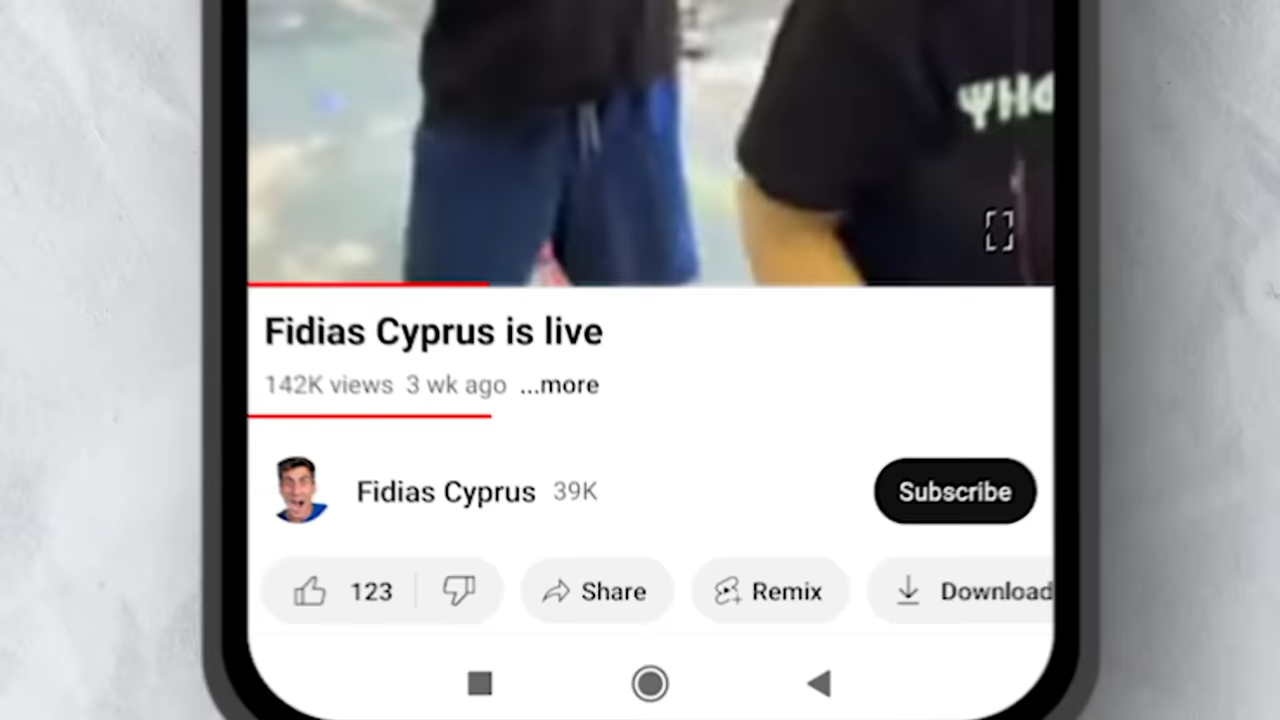 Fidias Cyprus is live
142K views 3 wk ago ...more
Fidias Cyprus 39K
Subscribe
123
Share
Remix
Download